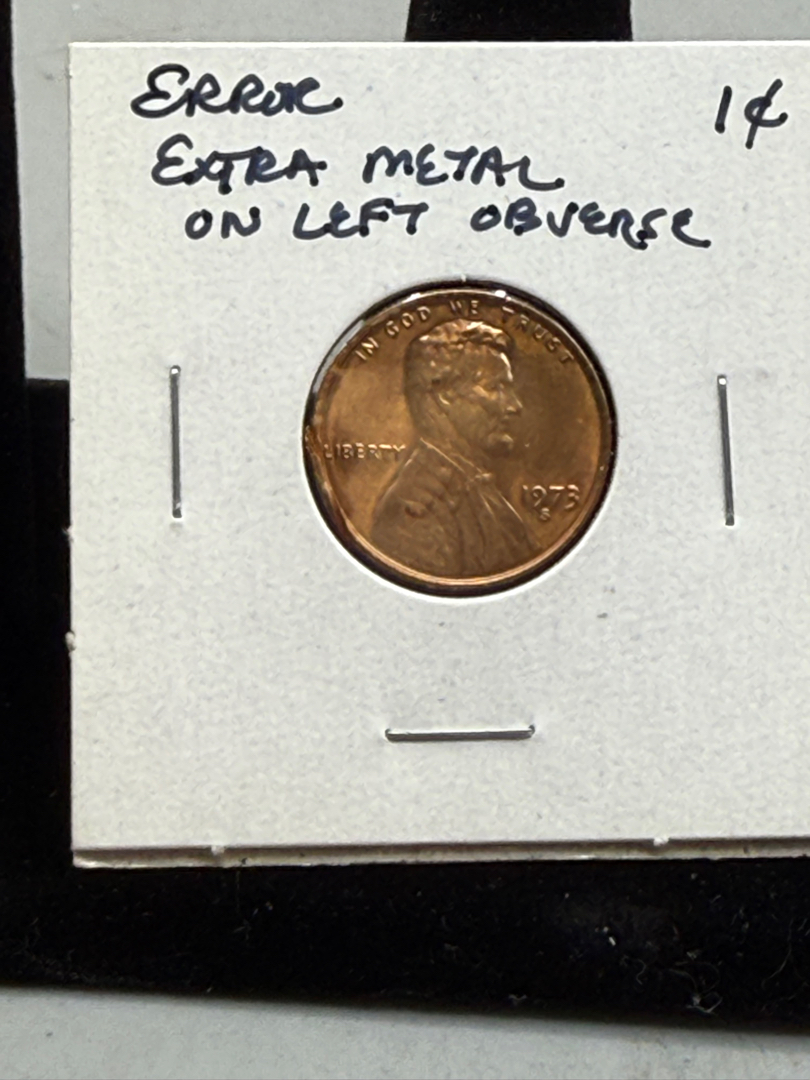 ERROR 1¢
EXTRA METAL
ON LEFT OBVERSE
IN GOD WE TRUST
LIBERTY
1973
S